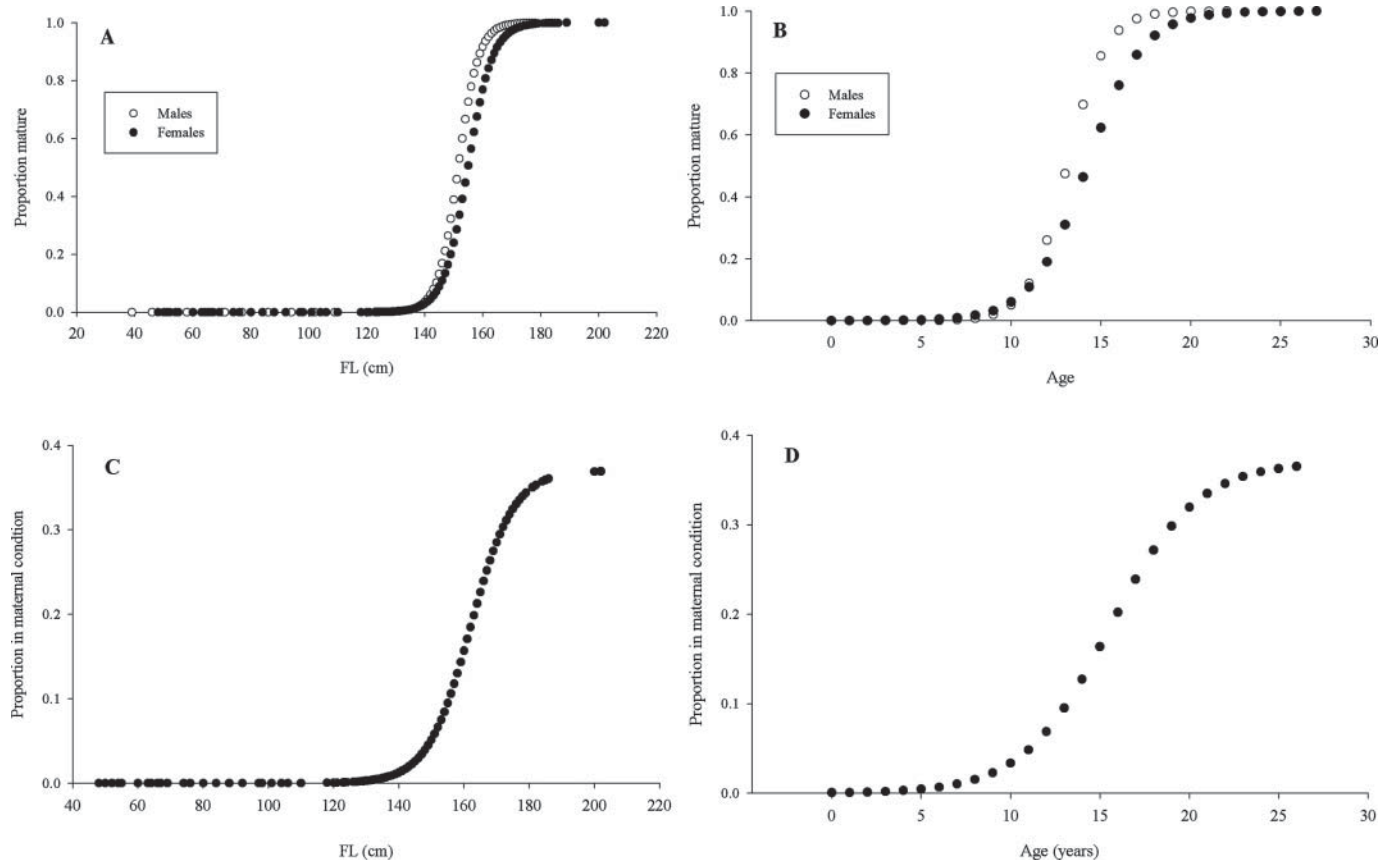 A
1.0
0.8
0.6
0.4
0.2
0.0
Proportion mature
Males
Females
20 40 60 80 100 120 140 160 180 200 220
FL (cm)
B
1.0
0.8
0.6
0.4
0.2
0.0
Proportion mature
Males
Females
0 5 10 15 20 25 30
Age
C
0.4
0.3
0.2
0.1
0.0
Proportion in maternal condition
40 60 80 100 120 140 160 180 200 220
FL (cm)
D
0.4
0.3
0.2
0.1
0.0
Proportion in maternal condition
0 5 10 15 20 25 30
Age (years)